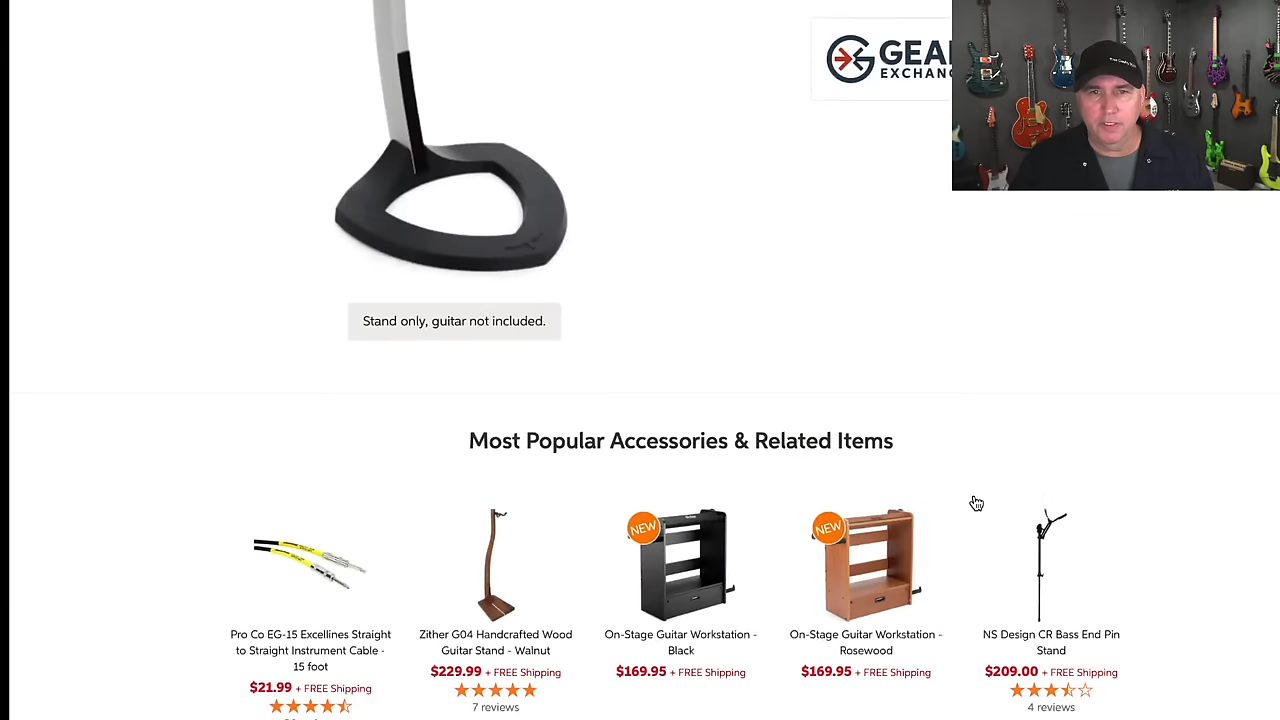 GEA
EXCHAN
Stand only, guitar not included.
Most Popular Accessories & Related Items
NEW
NEW
Pro Co EG-15 Excellines Straight
to Straight Instrument Cable -
15 foot
$21.99 + FREE Shipping
Zither G04 Handcrafted Wood
Guitar Stand - Walnut
$229.99 + FREE Shipping
7 reviews
On-Stage Guitar Workstation -
Black
$169.95 + FREE Shipping
On-Stage Guitar Workstation -
Rosewood
$169.95 + FREE Shipping
NS Design CR Bass End Pin
Stand
$209.00 + FREE Shipping
4 reviews